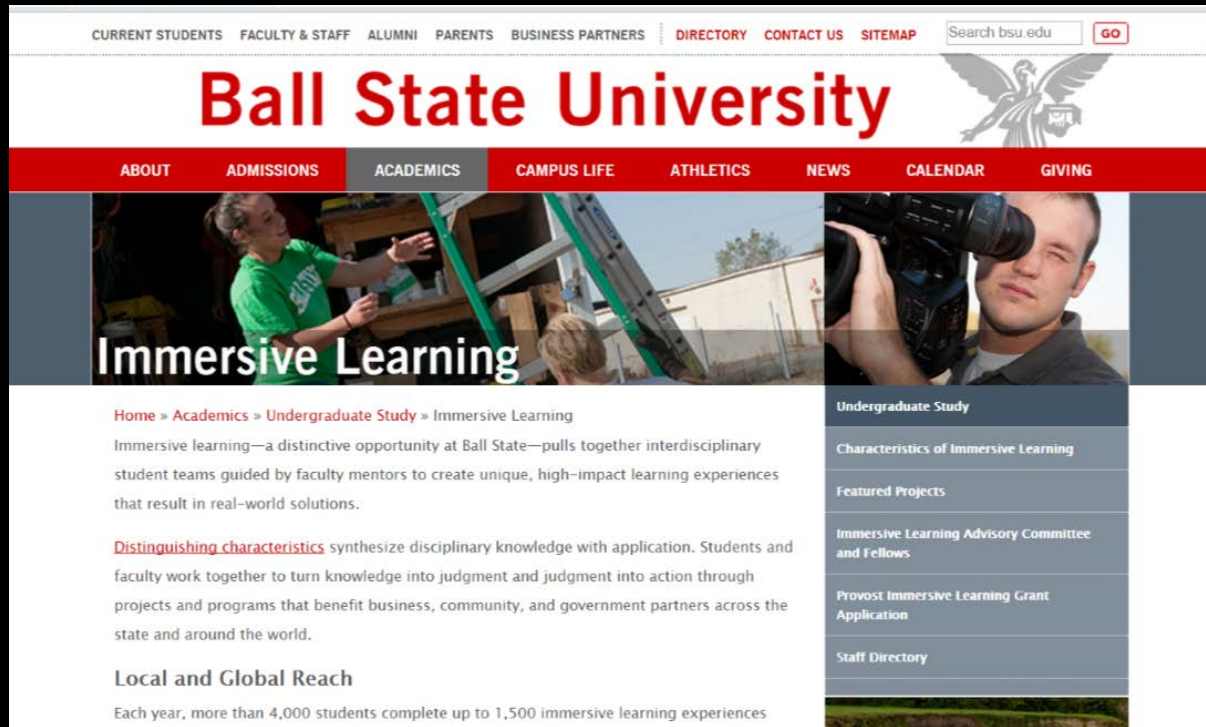 CURRENT STUDENTS FACULTY & STAFF ALUMNI PARENTS BUSINESS PARTNERS DIRECTORY CONTACT US SITEMAP Search bsu.edu GO
Ball State University
ABOUT ADMISSIONS ACADEMICS CAMPUS LIFE ATHLETICS NEWS CALENDAR GIVING
Immersive Learning
Home » Academics » Undergraduate Study » Immersive Learning
Immersive learning—a distinctive opportunity at Ball State—pulls together interdisciplinary
student teams guided by faculty mentors to create unique, high-impact learning experiences
that result in real-world solutions.
Distinguishing characteristics synthesize disciplinary knowledge with application. Students and
faculty work together to turn knowledge into judgment and judgment into action through
projects and programs that benefit business, community, and government partners across the
state and around the world.
Local and Global Reach
Each year, more than 4,000 students complete up to 1,500 immersive learning experiences
Undergraduate Study
Characteristics of Immersive Learning
Featured Projects
Immersive Learning Advisory Committee
and Fellows
Provost Immersive Learning Grant
Application
Staff Directory